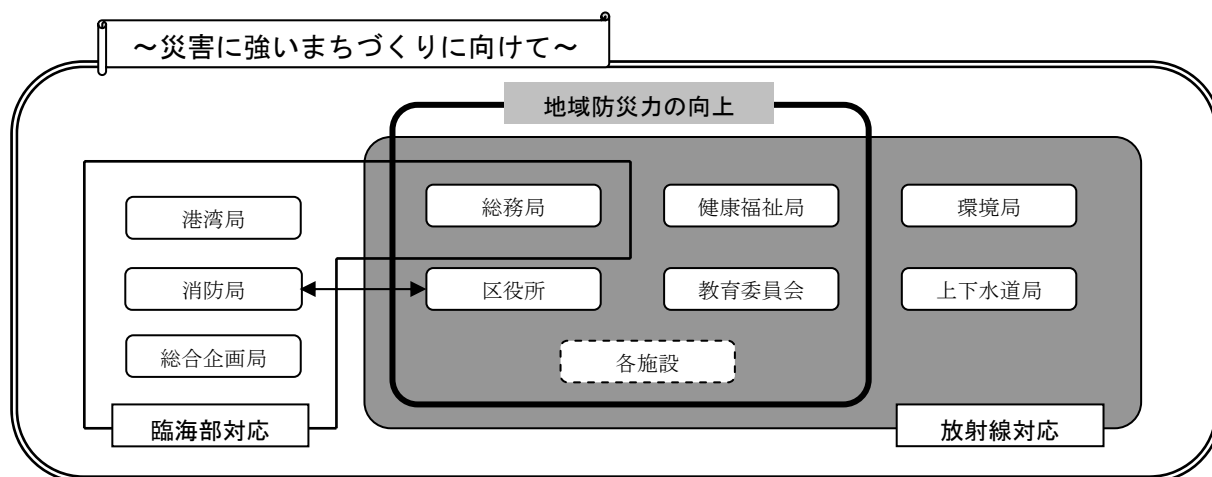 ～災害に強いまちづくりに向けて～
地域防災力の向上
港湾局
総務局
健康福祉局
環境局
消防局
区役所
教育委員会
上下水道局
総合企画局
各施設
臨海部対応
放射線対応